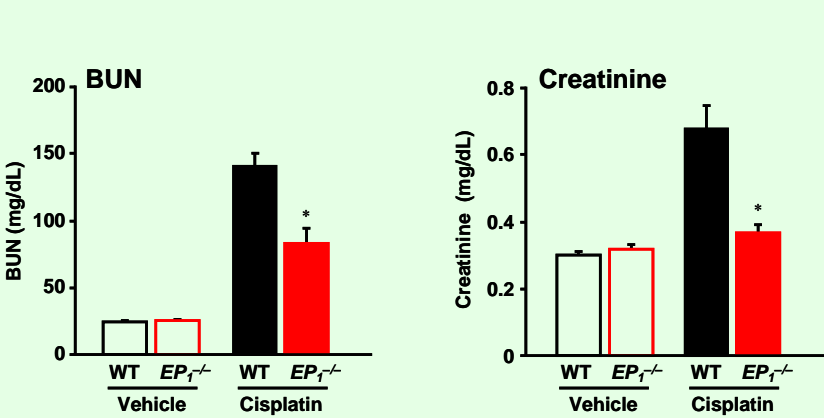 BUN
200
150
100
50
0
BUN (mg/dL)
*
WT EP₁⁻/⁻ WT EP₁⁻/⁻
Vehicle Cisplatin
Creatinine
0.8
0.6
0.4
0.2
0
Creatinine (mg/dL)
*
WT EP₁⁻/⁻ WT EP₁⁻/⁻
Vehicle Cisplatin